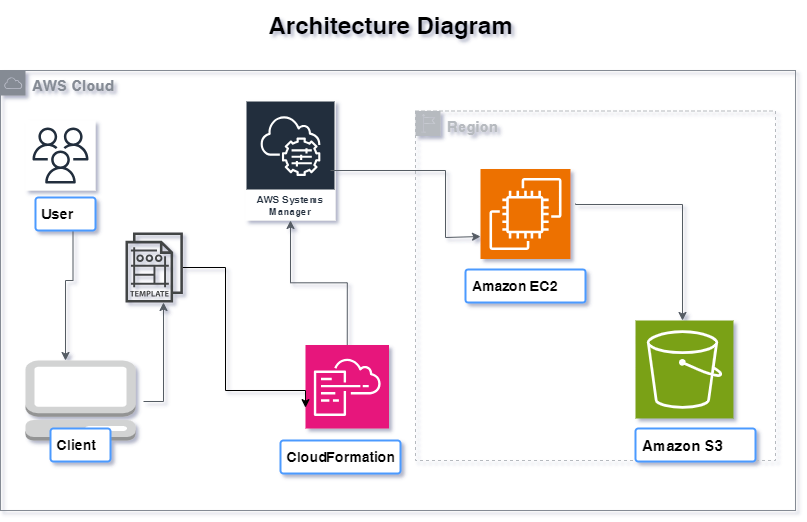 Architecture Diagram
AWS Cloud
Region
User
AWS Systems
Manager
TEMPLATE
Amazon EC2
Client
CloudFormation
Amazon S3